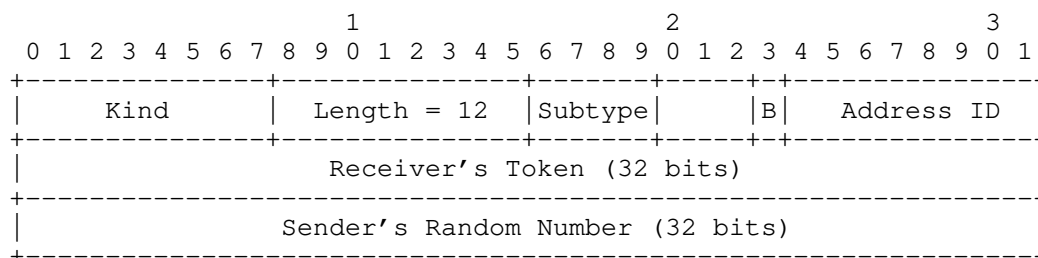 1                   2                   3
 0 1 2 3 4 5 6 7 8 9 0 1 2 3 4 5 6 7 8 9 0 1 2 3 4 5 6 7 8 9 0 1
+---------------+---------------+-------+-----+-+---------------
|     Kind      |  Length = 12  |Subtype|     |B|   Address ID
+---------------+---------------+-------+-----+-+---------------
|                   Receiver's Token (32 bits)
+---------------------------------------------------------------
|                Sender's Random Number (32 bits)
+---------------------------------------------------------------